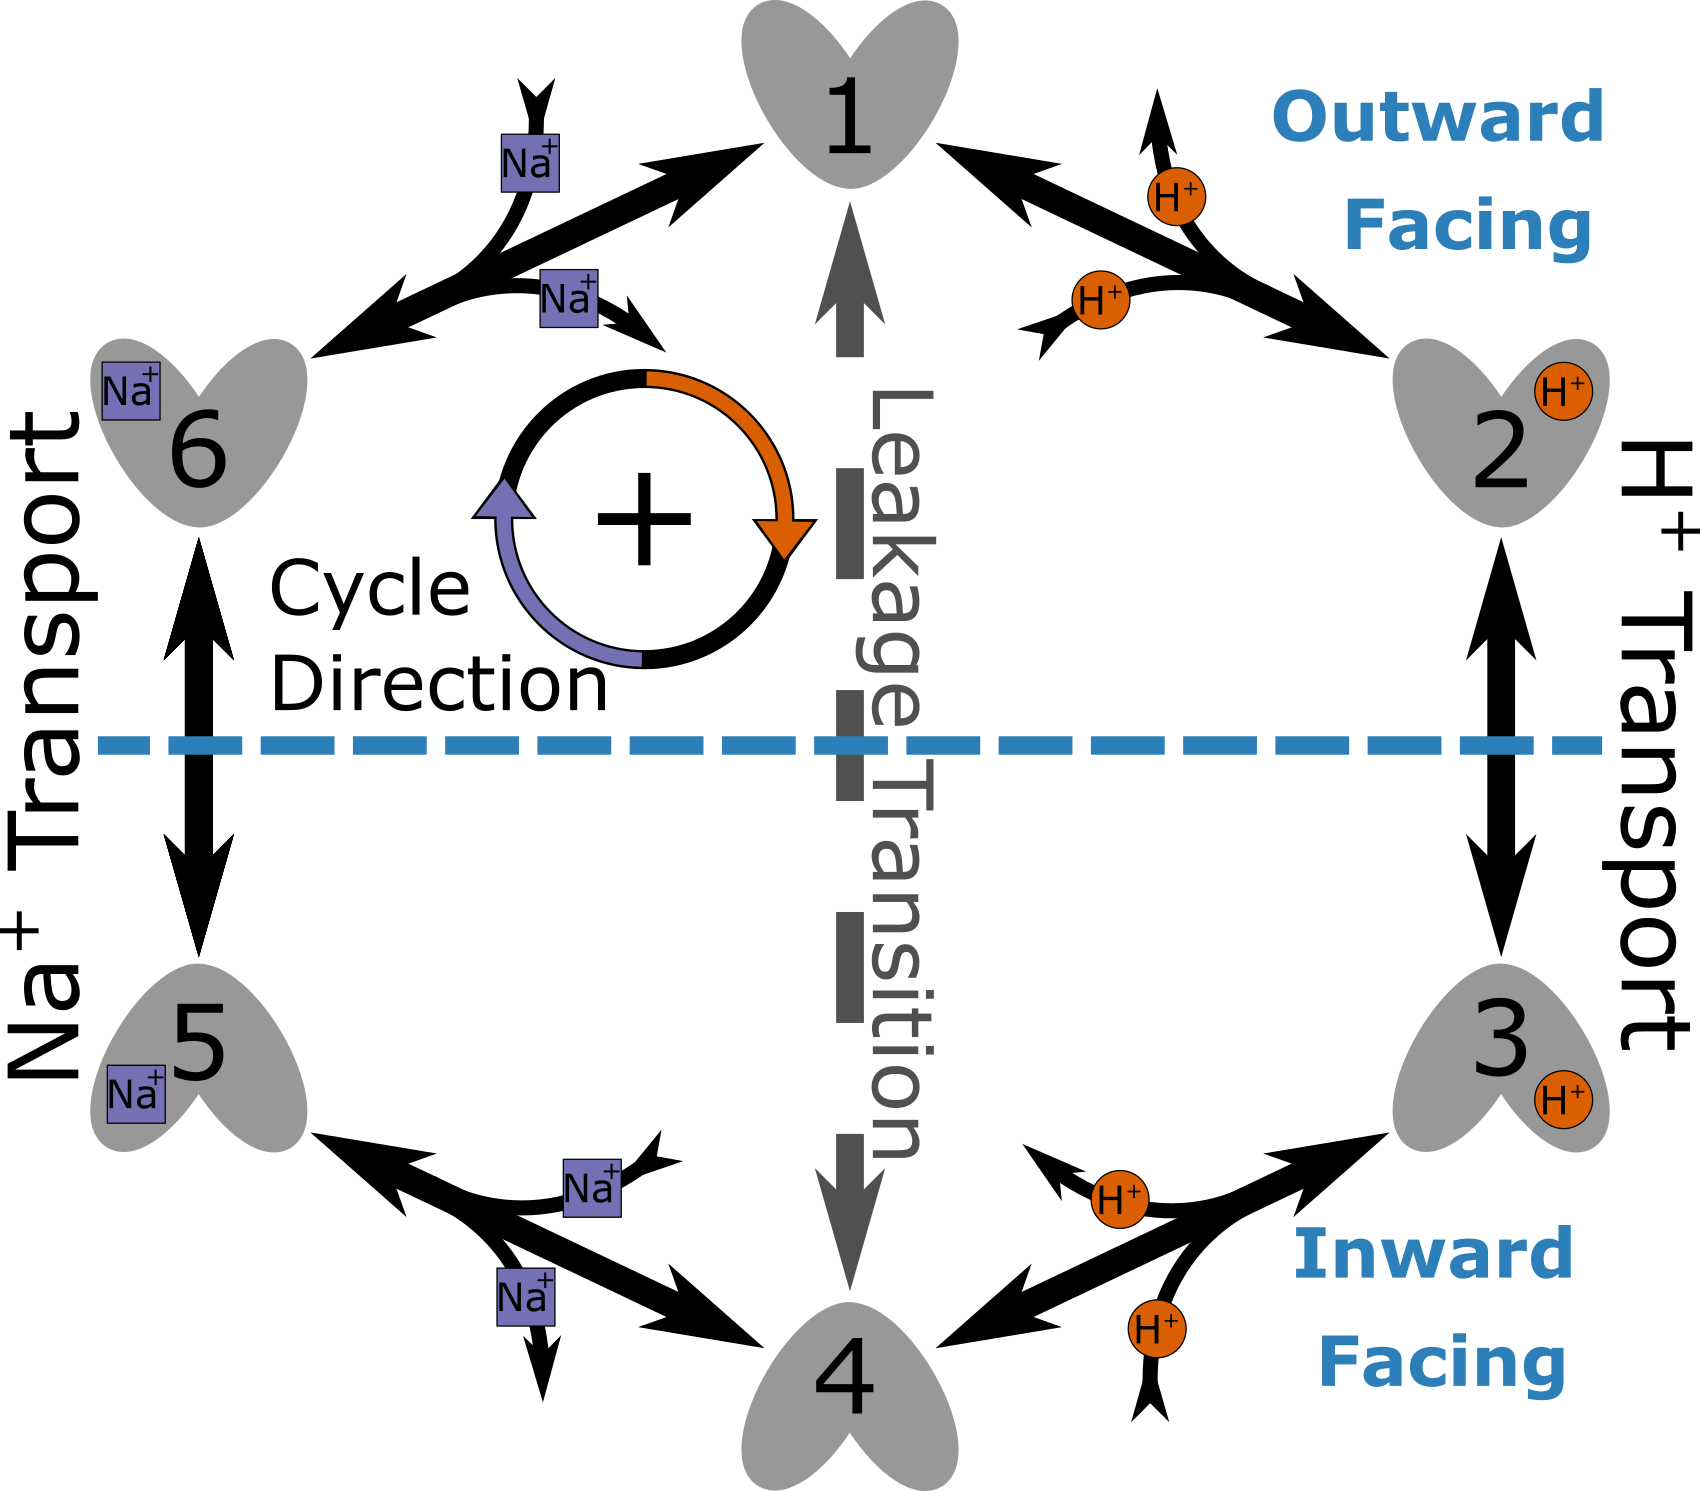 1
Outward
Facing
Na⁺
H⁺
Na⁺
H⁺
Na⁺
6
2
H⁺
Cycle
Direction
+
Leakage Transition
Na⁺ Transport
H⁺ Transport
5
Na⁺
3
H⁺
Na⁺
H⁺
Na⁺
H⁺
Inward
Facing
4